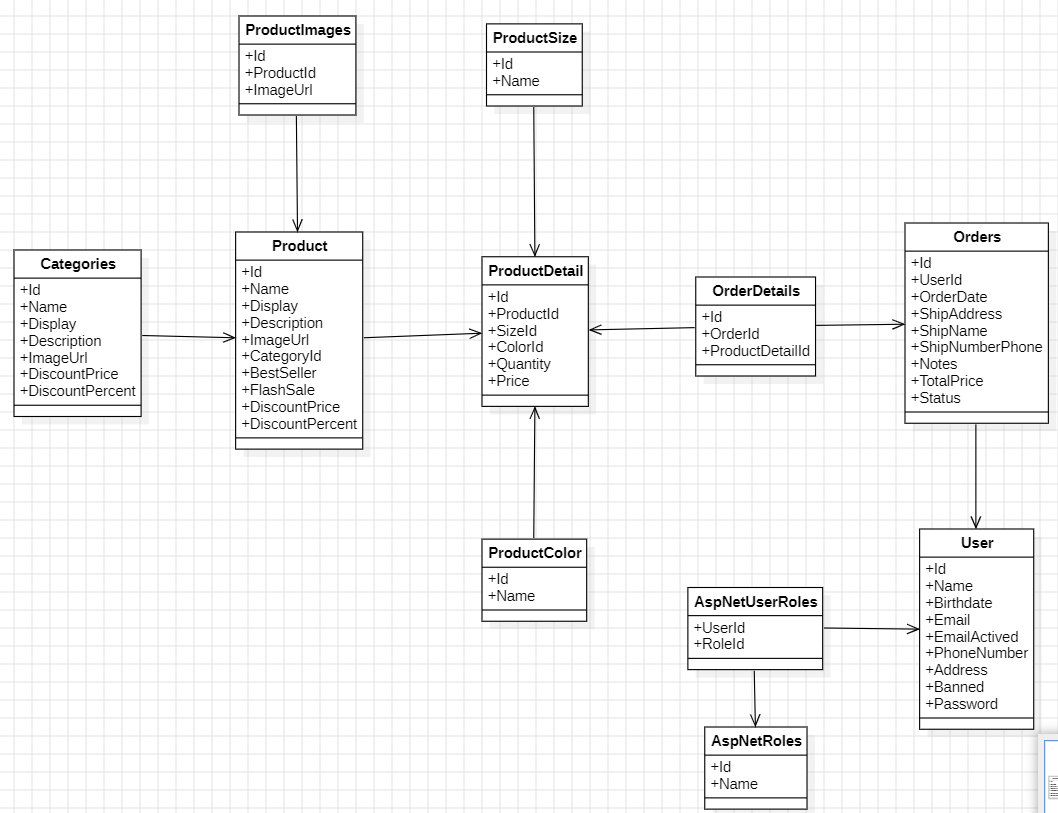 ProductImages
+Id
+ProductId
+ImageUrl
ProductSize
+Id
+Name
Categories
+Id
+Name
+Display
+Description
+ImageUrl
+DiscountPrice
+DiscountPercent
Product
+Id
+Name
+Display
+Description
+ImageUrl
+CategoryId
+BestSeller
+FlashSale
+DiscountPrice
+DiscountPercent
ProductDetail
+Id
+ProductId
+SizeId
+ColorId
+Quantity
+Price
OrderDetails
+Id
+OrderId
+ProductDetailId
Orders
+Id
+UserId
+OrderDate
+ShipAddress
+ShipName
+ShipNumberPhone
+Notes
+TotalPrice
+Status
ProductColor
+Id
+Name
AspNetUserRoles
+UserId
+RoleId
User
+Id
+Name
+Birthdate
+Email
+EmailActived
+PhoneNumber
+Address
+Banned
+Password
AspNetRoles
+Id
+Name